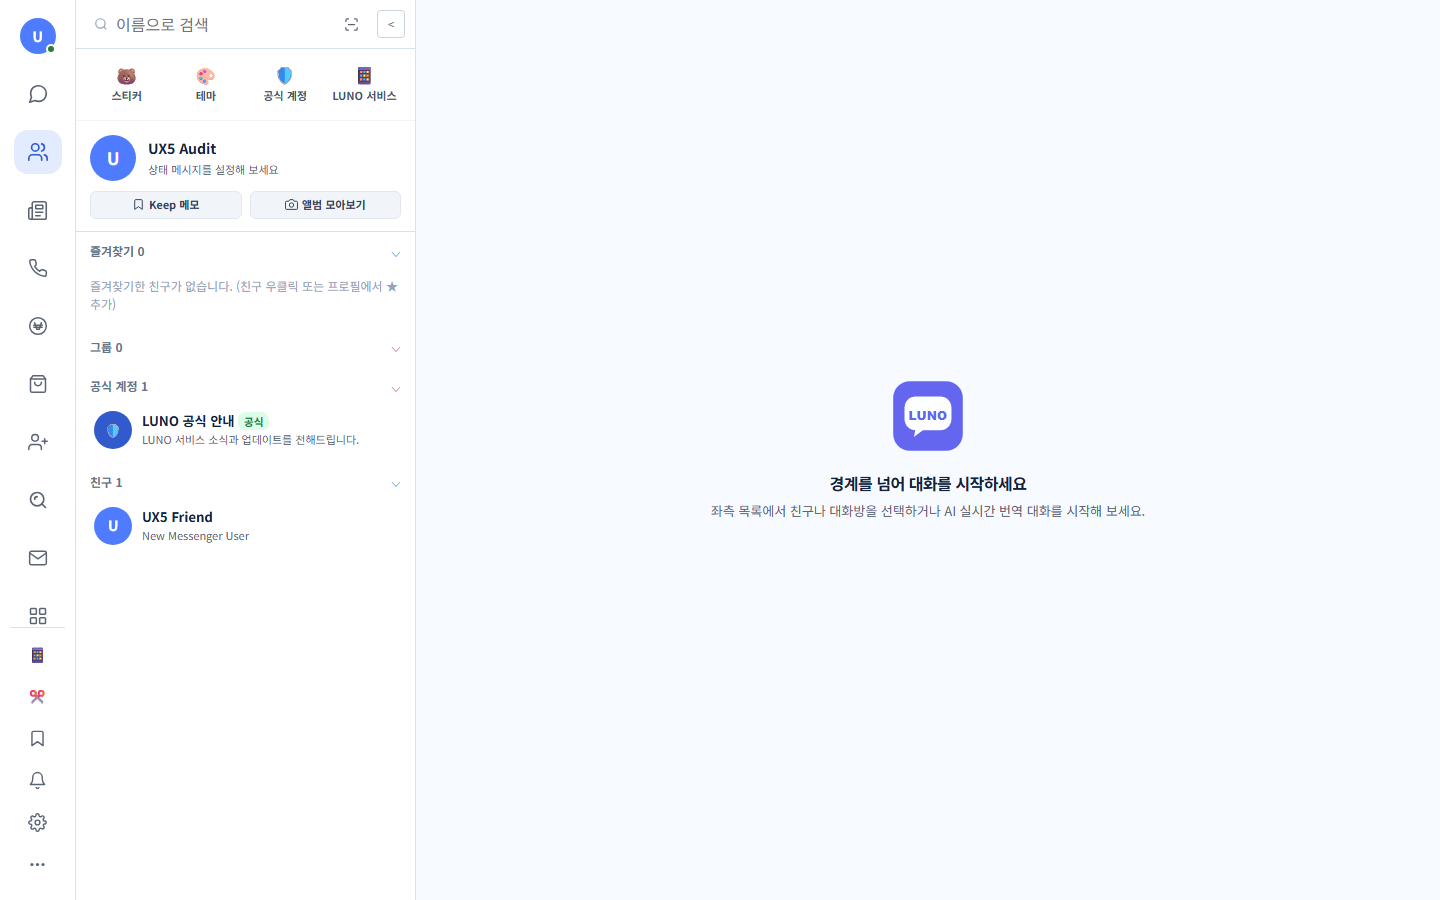 U
이름으로 검색
<
스티커
테마
공식 계정
LUNO 서비스
U
UX5 Audit
상태 메시지를 설정해 보세요
Keep 메모
앨범 모아보기
즐겨찾기 0
즐겨찾기한 친구가 없습니다. (친구 우클릭 또는 프로필에서 ★
추가)
그룹 0
공식 계정 1
LUNO 공식 안내 공식
LUNO 서비스 소식과 업데이트를 전해드립니다.
친구 1
U
UX5 Friend
New Messenger User
LUNO
경계를 넘어 대화를 시작하세요
좌측 목록에서 친구나 대화방을 선택하거나 AI 실시간 번역 대화를 시작해 보세요.